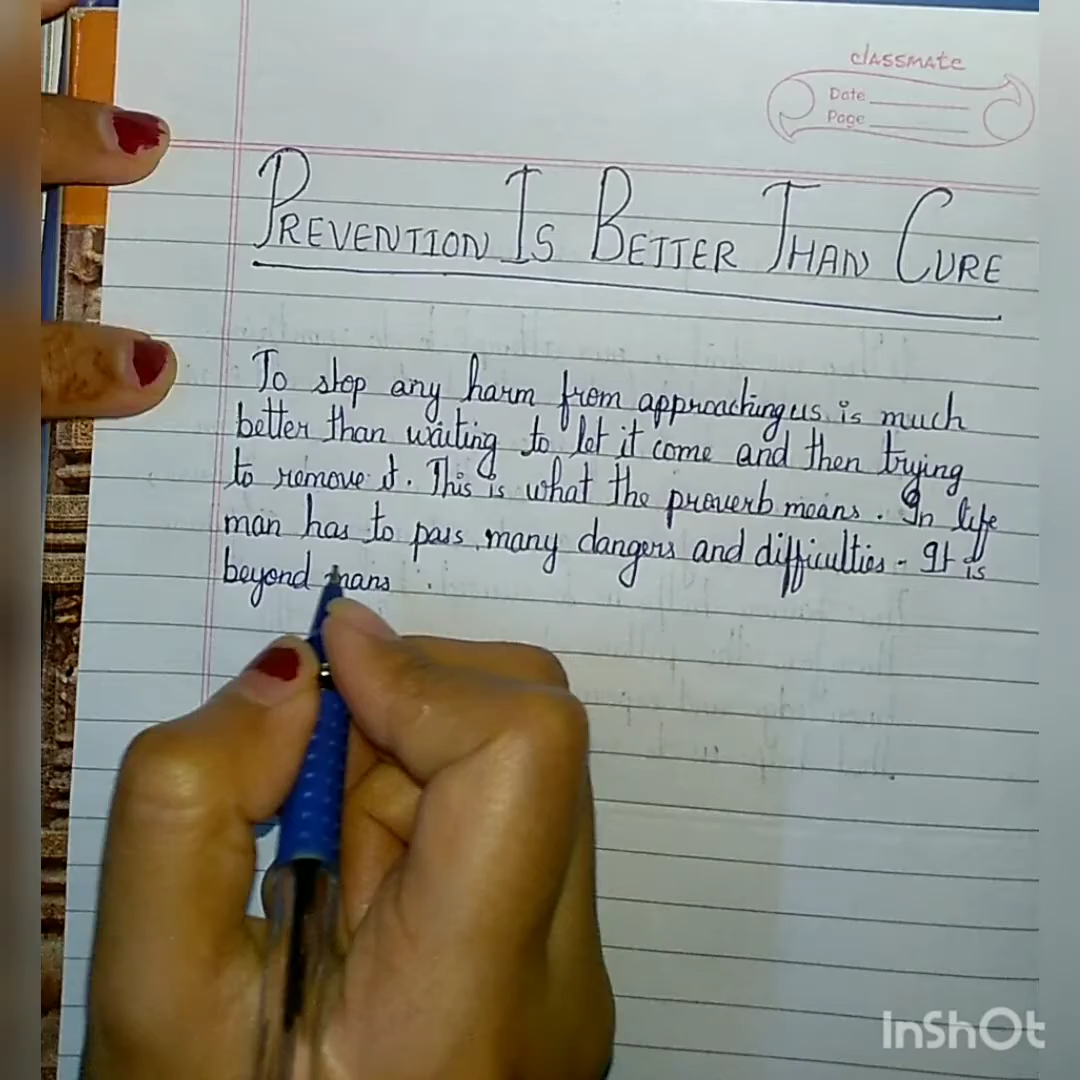 classmate
Date
Page
PREVENTION IS BETTER THAN CURE
To stop any harm from approaching us is much
better than waiting to let it come and then trying
to remove it. This is what the proverb means. In life
man has to pass many dangers and difficulties. It is
beyond mans
InShOt